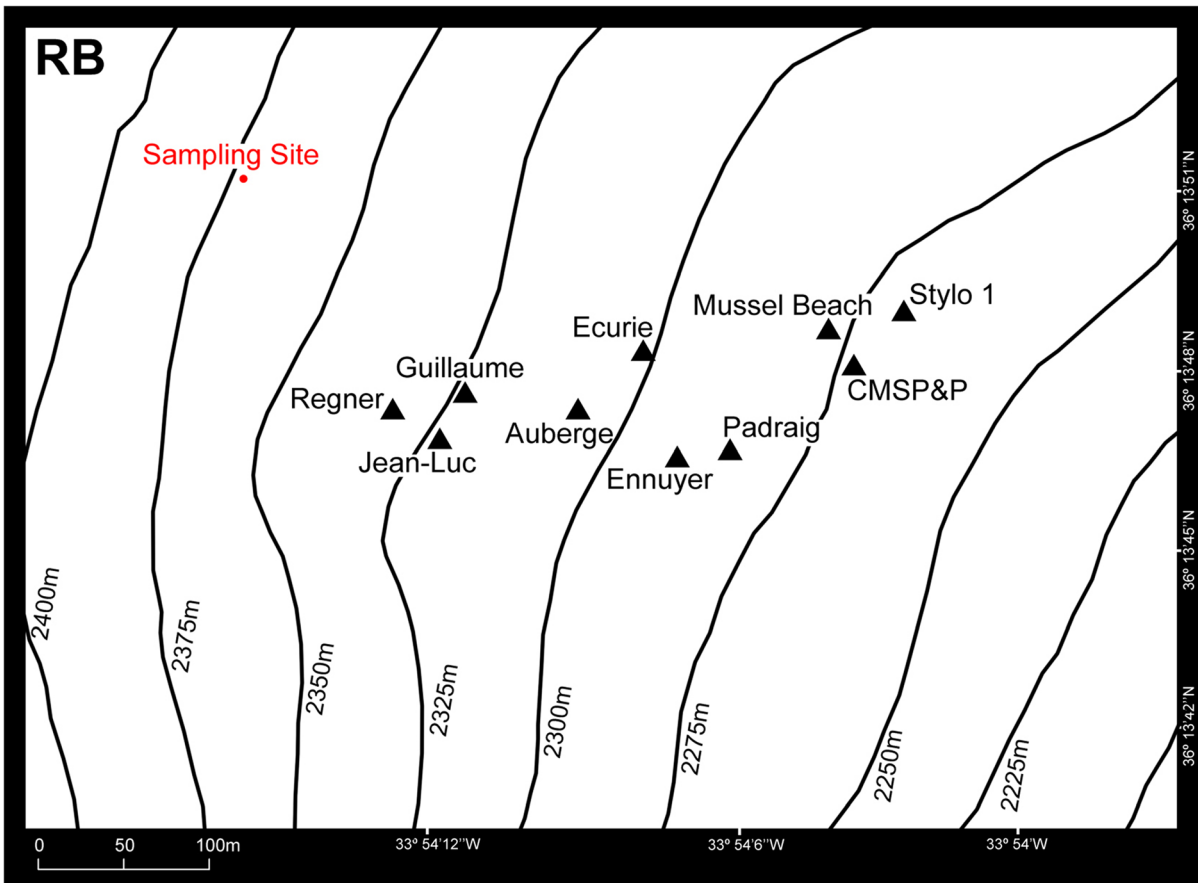 RB
Sampling Site
36º 13'51''N
Stylo 1
Mussel Beach
Ecurie
Guillaume
36º 13'48''N
Regner
CMSP&P
Auberge
Padraig
Jean-Luc
Ennuyer
36º 13'45''N
2400m
2375m
2350m
2325m
2300m
2275m
2250m
2225m
36º 13'42''N
0 50 100m
33º 54'12''W
33º 54'6''W
33º 54'W